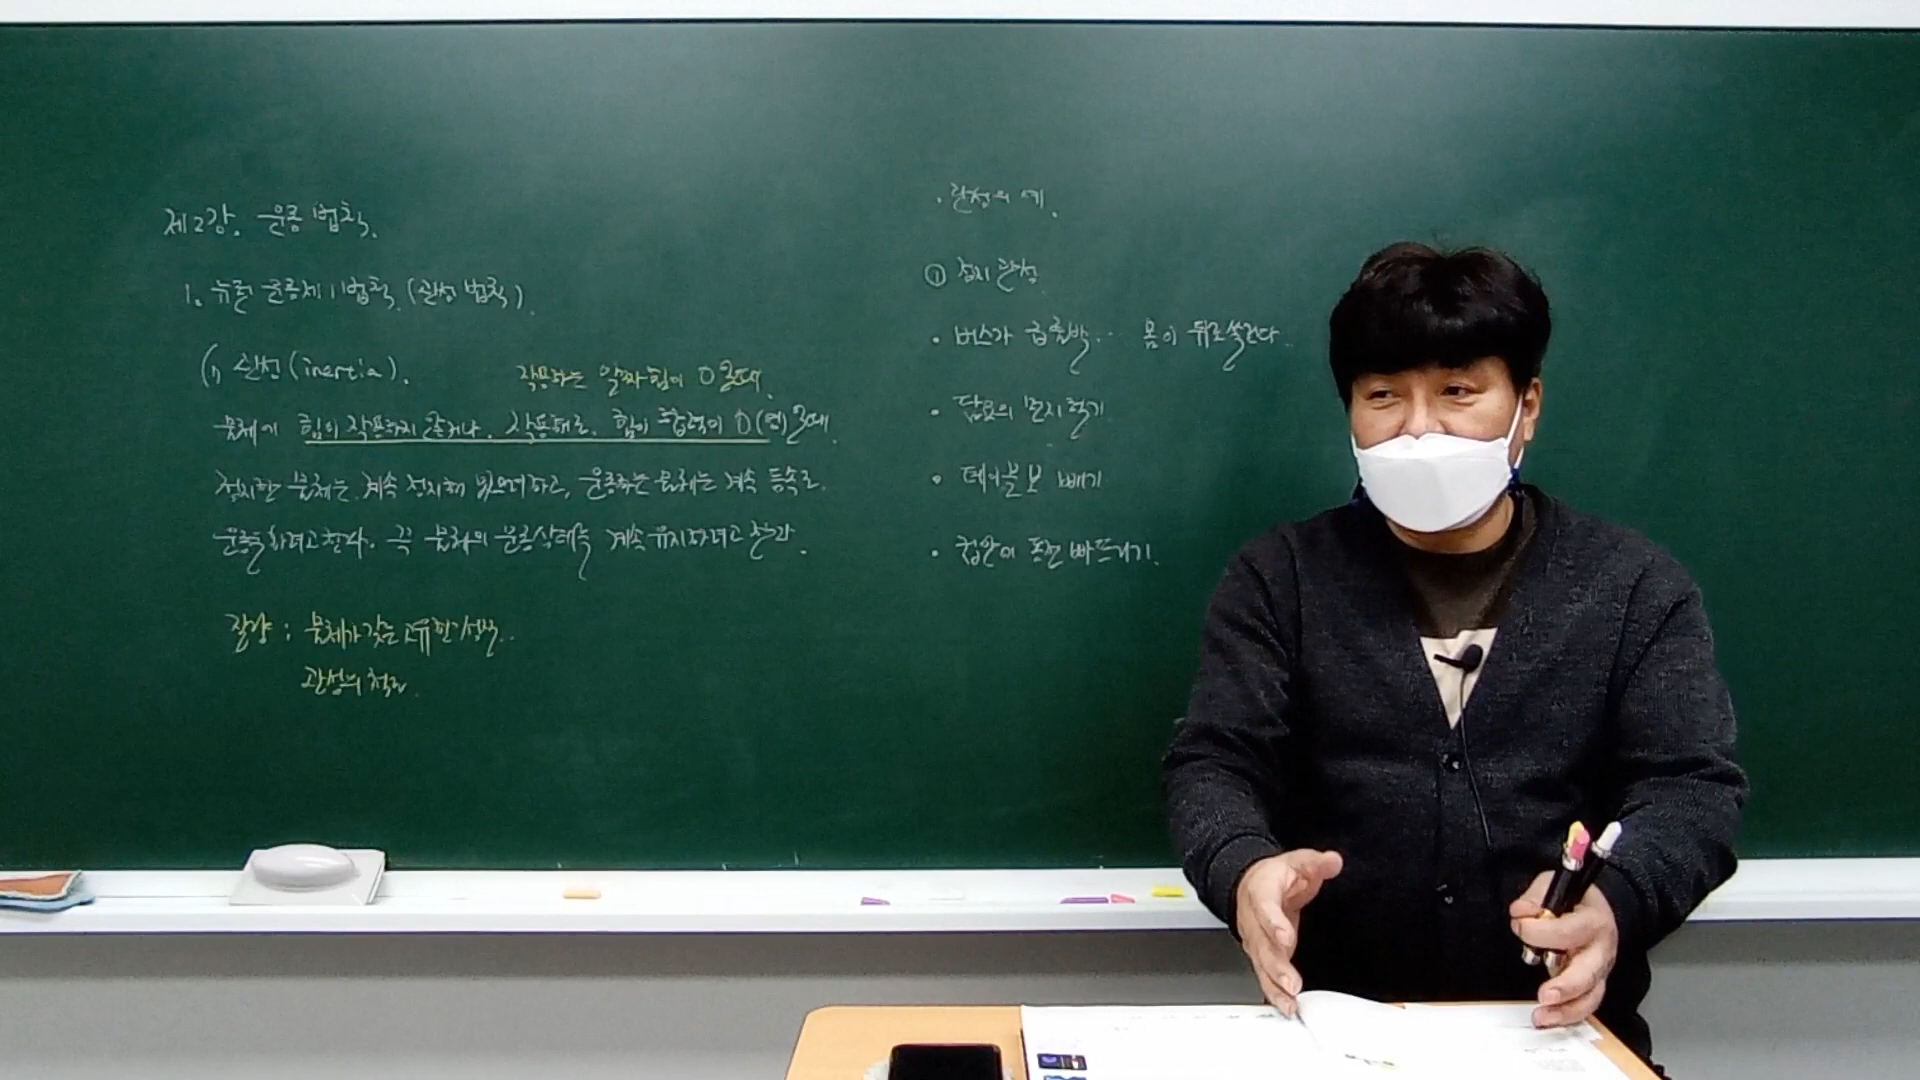 제2강. 운동 법칙.
1. 뉴턴 운동 제1법칙. (관성 법칙).
(1) 관성 (inertia).
작용하는 알짜힘이 0일때.
물체에 힘이 작용하지 않거나. 작용해도. 힘의 합력이 0(영)일때.
정지한 물체는 계속 정지해 있으려하고, 운동하는 물체는 계속 등속도
운동을하려고 한다. 곧 물체의 운동상태를 계속유지하려고 한다.
질량 : 물체가 갖는 고유한 성질..
관성의 척도.
· 관성의 예.
① 정지 관성
· 버스가 급출발... 몸이 뒤로 쏠린다..
· 담요의 먼지 털기
· 테이블 보 빼기
· 컵안에 동전 빠뜨리기.